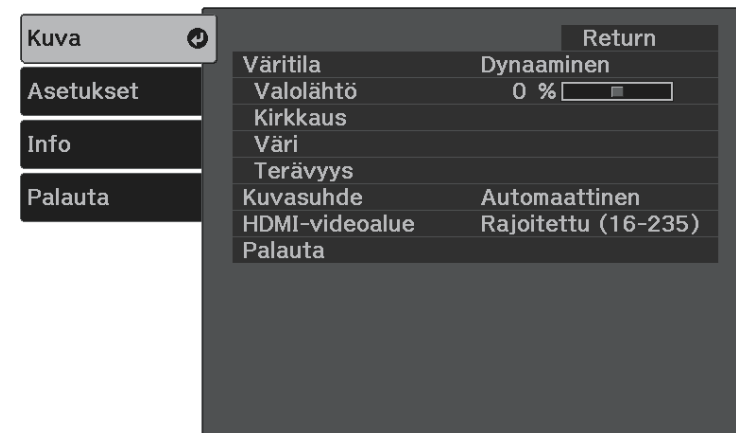 Kuva
Asetukset
Info
Palauta
Return
Väritila Dynaaminen
Valolähtö 0 %
Kirkkaus
Väri
Terävyys
Kuvasuhde Automaattinen
HDMI-videoalue Rajoitettu (16-235)
Palauta